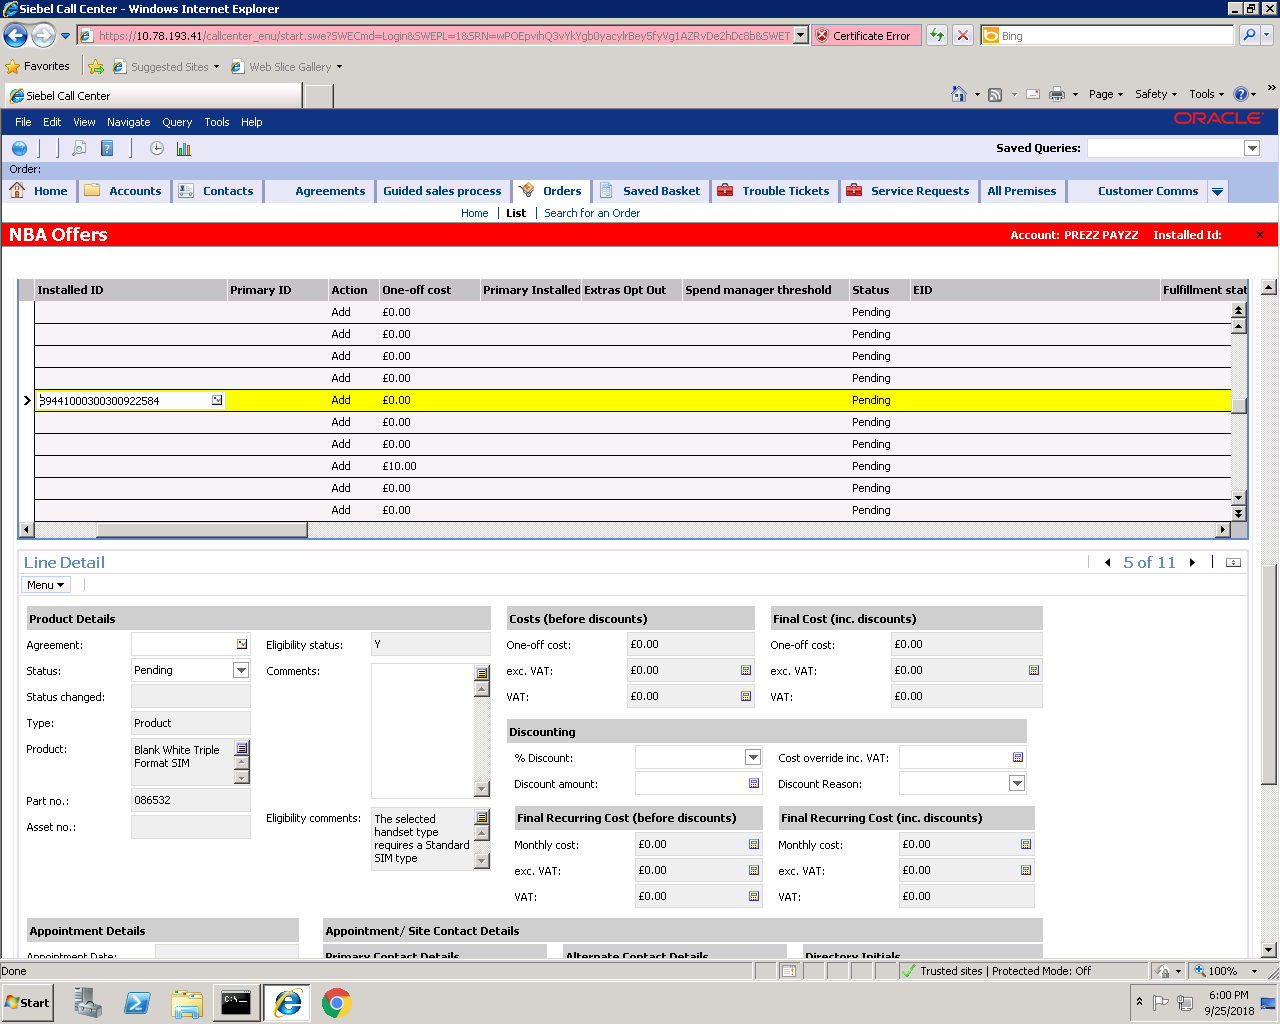 Siebel Call Center - Windows Internet Explorer
https://10.78.193.41/callcenter_enu/start.swe?SWECmd=Login&SWEPL=1&SRN=wPOEpvihQ3vYkYgb0yacylrBey5fyVg1AZRvDe2hDc8b&SWET
Certificate Error
Bing
Favorites Suggested Sites Web Slice Gallery
Siebel Call Center
Page Safety Tools
File Edit View Navigate Query Tools Help
ORACLE
Saved Queries:
Order:
Home Accounts Contacts Agreements Guided sales process Orders Saved Basket Trouble Tickets Service Requests All Premises Customer Comms
Home | List | Search for an Order
NBA Offers Account: PREZZ PAYZZ Installed Id:
Installed ID Primary ID Action One-off cost Primary Installed Extras Opt Out Spend manager threshold Status EID Fulfillment stat
Add £0.00 Pending
Add £0.00 Pending
Add £0.00 Pending
Add £0.00 Pending
89441000300300922584 Add £0.00 Pending
Add £0.00 Pending
Add £0.00 Pending
Add £10.00 Pending
Add £0.00 Pending
Add £0.00 Pending
Line Detail 5 of 11
Menu
Product Details Costs (before discounts) Final Cost (inc. discounts)
Agreement: Eligibility status: Y One-off cost: £0.00 One-off cost: £0.00
Status: Pending Comments: exc. VAT: £0.00 exc. VAT: £0.00
Status changed: VAT: £0.00 VAT: £0.00
Type: Product
Discounting
Product: Blank White Triple
Format SIM
% Discount: Cost override inc. VAT:
Discount amount: Discount Reason:
Part no.: 086532
Asset no.:
Eligibility comments: The selected
handset type
requires a Standard
SIM type
Final Recurring Cost (before discounts) Final Recurring Cost (inc. discounts)
Monthly cost: £0.00 Monthly cost: £0.00
exc. VAT: £0.00 exc. VAT: £0.00
VAT: £0.00 VAT: £0.00
Appointment Details Appointment/ Site Contact Details
Appointment Date: Primary Contact Details Alternate Contact Details Directory Initials
Done Trusted sites | Protected Mode: Off 100%
Start
C:\
6:00 PM
9/25/2018